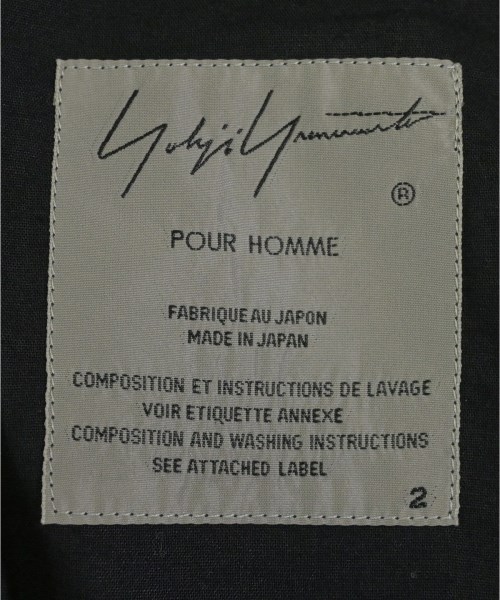 Yohji Yamamoto
®
POUR HOMME
FABRIQUE AU JAPON
MADE IN JAPAN
COMPOSITION ET INSTRUCTIONS DE LAVAGE
VOIR ETIQUETTE ANNEXE
COMPOSITION AND WASHING INSTRUCTIONS
SEE ATTACHED LABEL
2